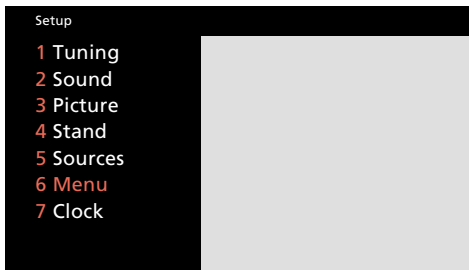 Setup
1 Tuning
2 Sound
3 Picture
4 Stand
5 Sources
6 Menu
7 Clock